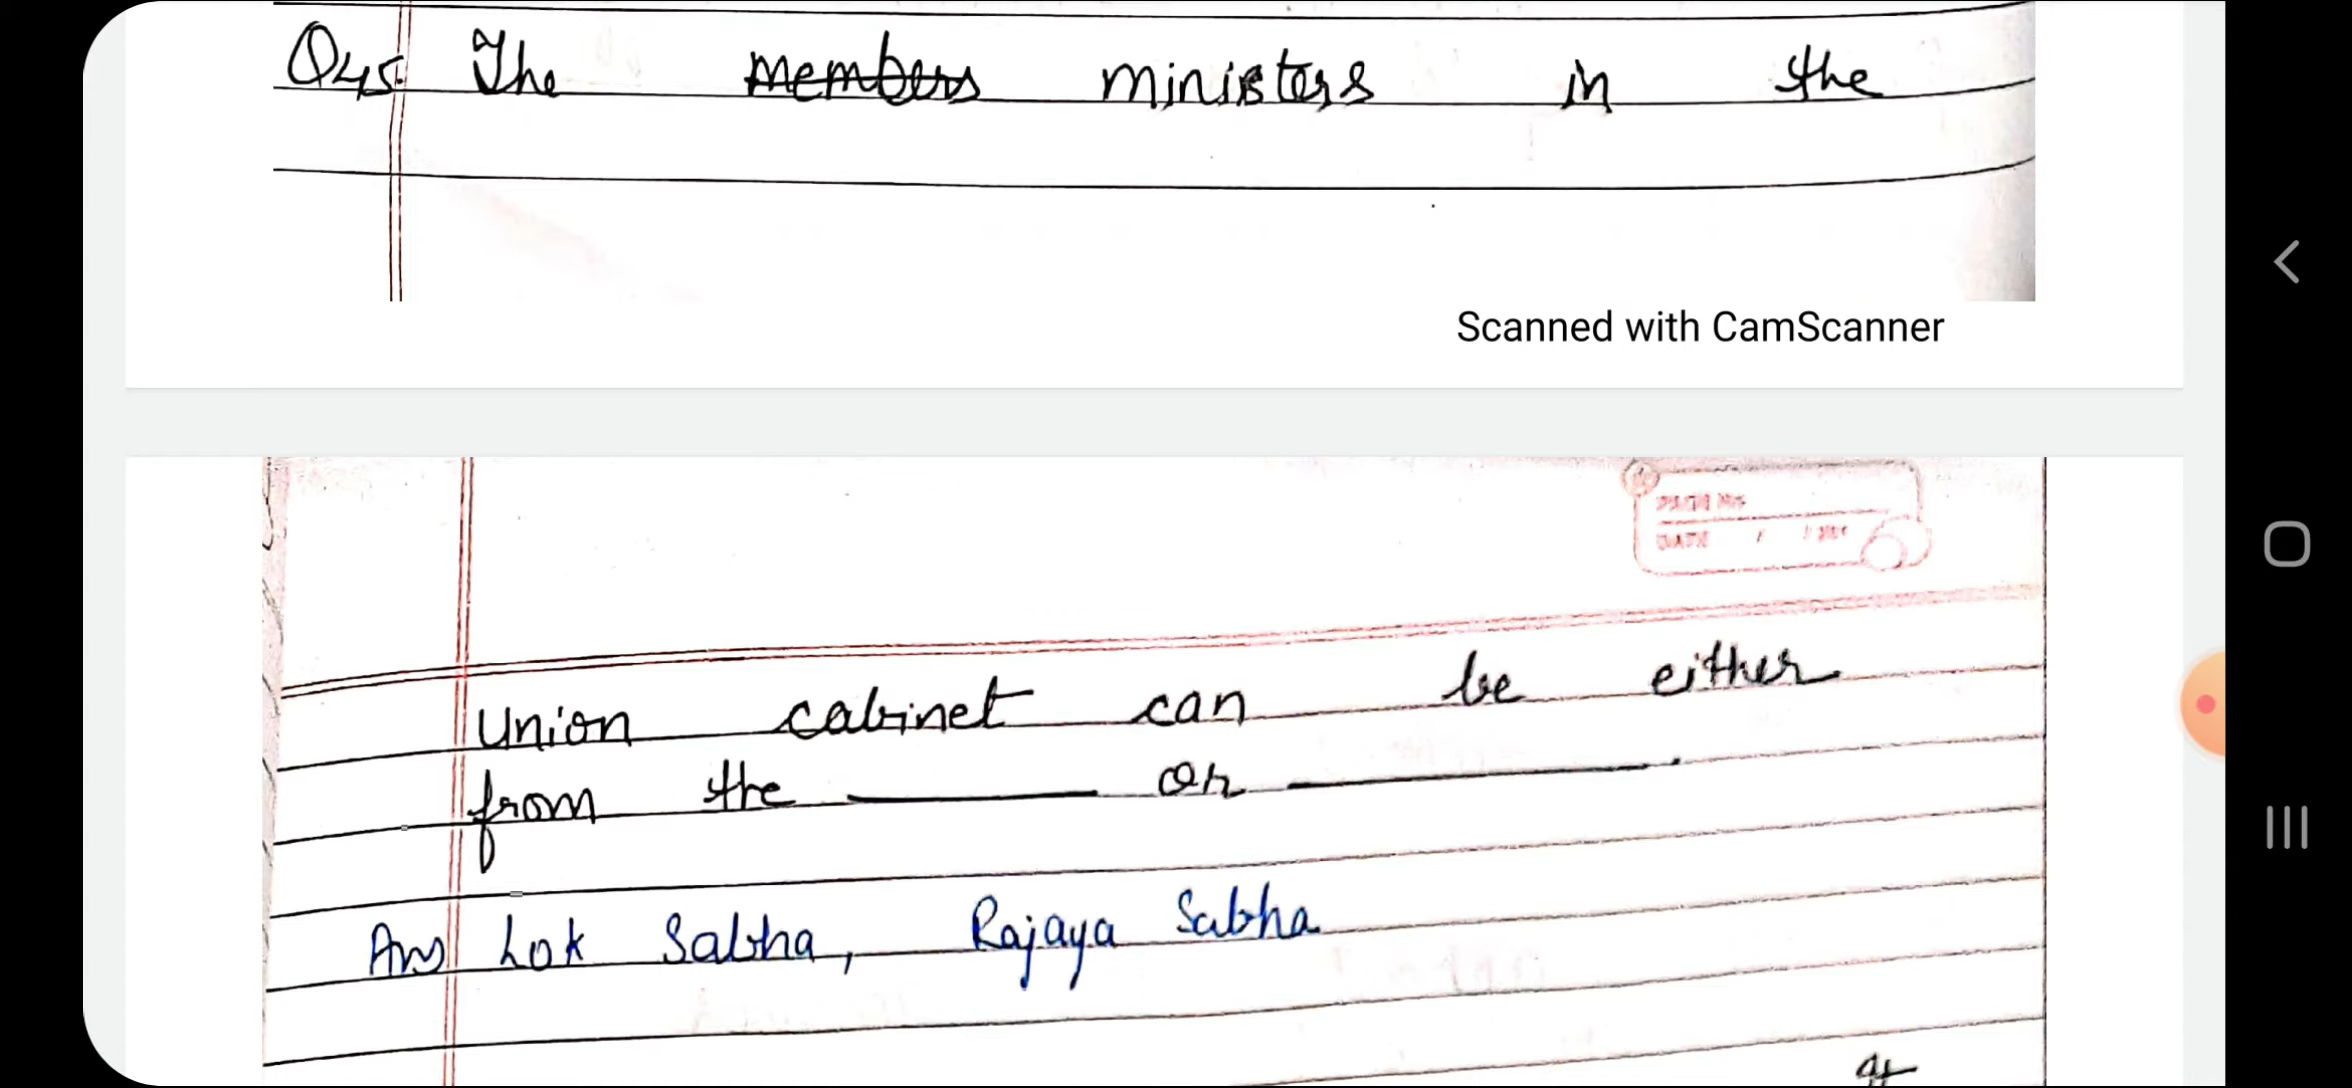 Q45. The members ministers in the
Scanned with CamScanner
DATE
union cabinet can be either
from the ______ or ______.
Ans Lok Sabha, Rajaya Sabha